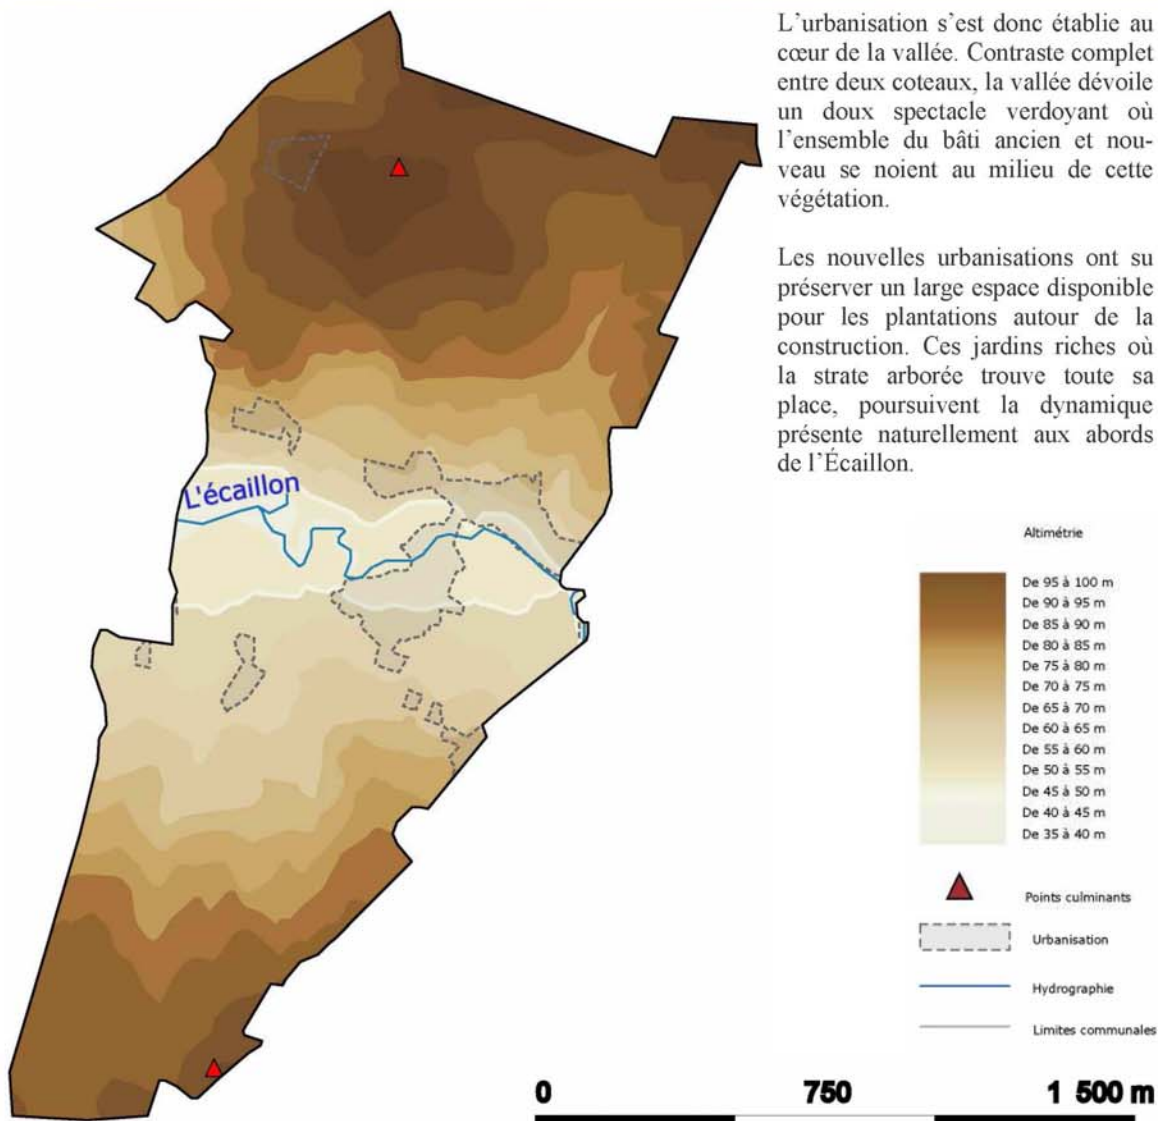 L’urbanisation s’est donc établie au
cœur de la vallée. Contraste complet
entre deux coteaux, la vallée dévoile
un doux spectacle verdoyant où
l’ensemble du bâti ancien et nou-
veau se noient au milieu de cette
végétation.
Les nouvelles urbanisations ont su
préserver un large espace disponible
pour les plantations autour de la
construction. Ces jardins riches où
la strate arborée trouve toute sa
place, poursuivent la dynamique
présente naturellement aux abords
de l’Écaillon.
L'écaillon
Altimétrie
De 95 à 100 m
De 90 à 95 m
De 85 à 90 m
De 80 à 85 m
De 75 à 80 m
De 70 à 75 m
De 65 à 70 m
De 60 à 65 m
De 55 à 60 m
De 50 à 55 m
De 45 à 50 m
De 40 à 45 m
De 35 à 40 m
Points culminants
Urbanisation
Hydrographie
Limites communales
0 750 1 500 m